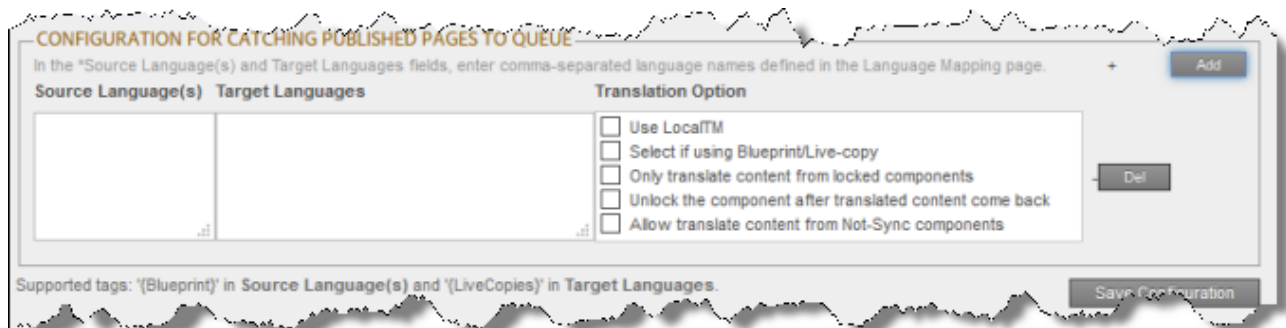 CONFIGURATION FOR CATCHING PUBLISHED PAGES TO QUEUE
In the *Source Language(s) and Target Languages fields, enter comma-separated language names defined in the Language Mapping page. + Add
Source Language(s) Target Languages Translation Option
Use LocalTM
Select if using Blueprint/Live-copy
Only translate content from locked components
- Del
Unlock the component after translated content come back
Allow translate content from Not-Sync components
Supported tags: '{Blueprint}' in Source Language(s) and '{LiveCopies}' in Target Languages.
Save Configuration